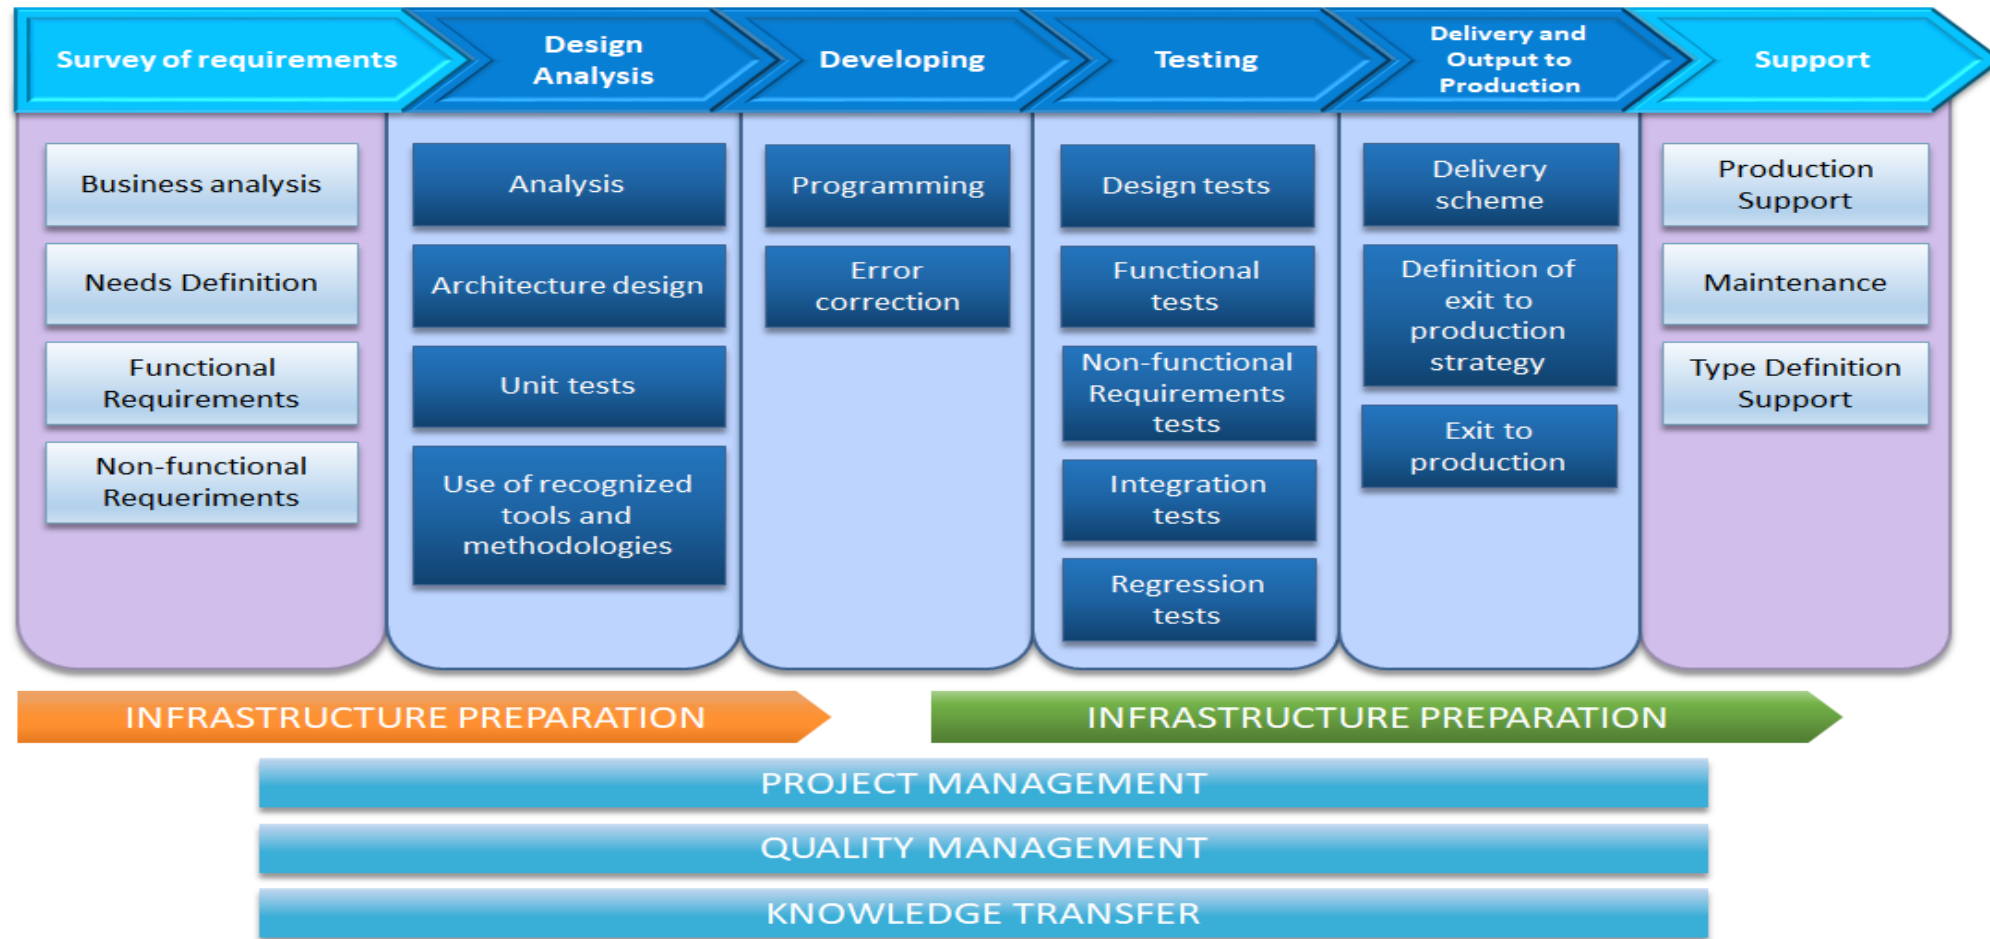 Survey of requirements
Design
Analysis
Developing
Testing
Delivery and
Output to
Production
Support
Business analysis
Needs Definition
Functional
Requirements
Non-functional
Requeriments
Analysis
Architecture design
Unit tests
Use of recognized
tools and
methodologies
Programming
Error
correction
Design tests
Functional
tests
Non-functional
Requirements
tests
Integration
tests
Regression
tests
Delivery
scheme
Definition of
exit to
production
strategy
Exit to
production
Production
Support
Maintenance
Type Definition
Support
INFRASTRUCTURE PREPARATION
INFRASTRUCTURE PREPARATION
PROJECT MANAGEMENT
QUALITY MANAGEMENT
KNOWLEDGE TRANSFER